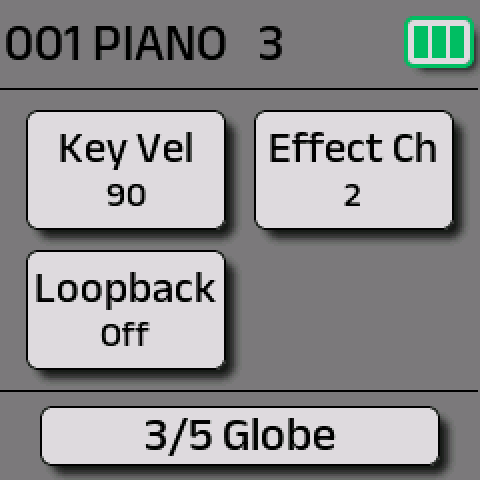 001 PIANO 3
Key Vel
90
Effect Ch
2
Loopback
Off
3/5 Globe